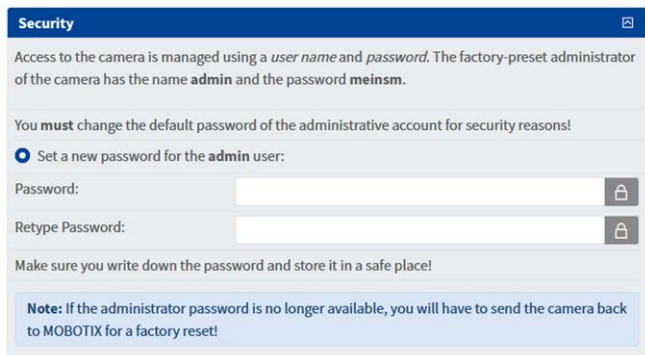 Security
Access to the camera is managed using a user name and password. The factory-preset administrator
of the camera has the name admin and the password meinsm.
You must change the default password of the administrative account for security reasons!
Set a new password for the admin user:
Password:
Retype Password:
Make sure you write down the password and store it in a safe place!
Note: If the administrator password is no longer available, you will have to send the camera back
to MOBOTIX for a factory reset!